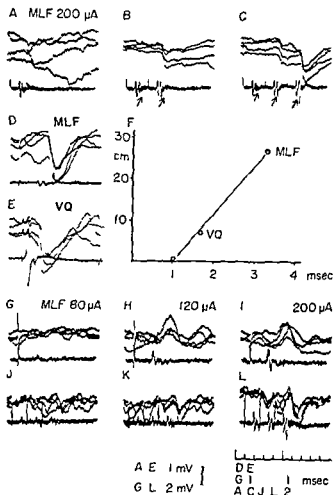 A MLF 200 µA B C
D MLF F
30
cm
20
MLF
E VQ
10
VQ
0 1 2 3 4 msec
G MLF 80 µA H 120 µA I 200 µA
J K L
A E 1 mV
G L 2 mV
D E
G I 1 msec
A C J L 2